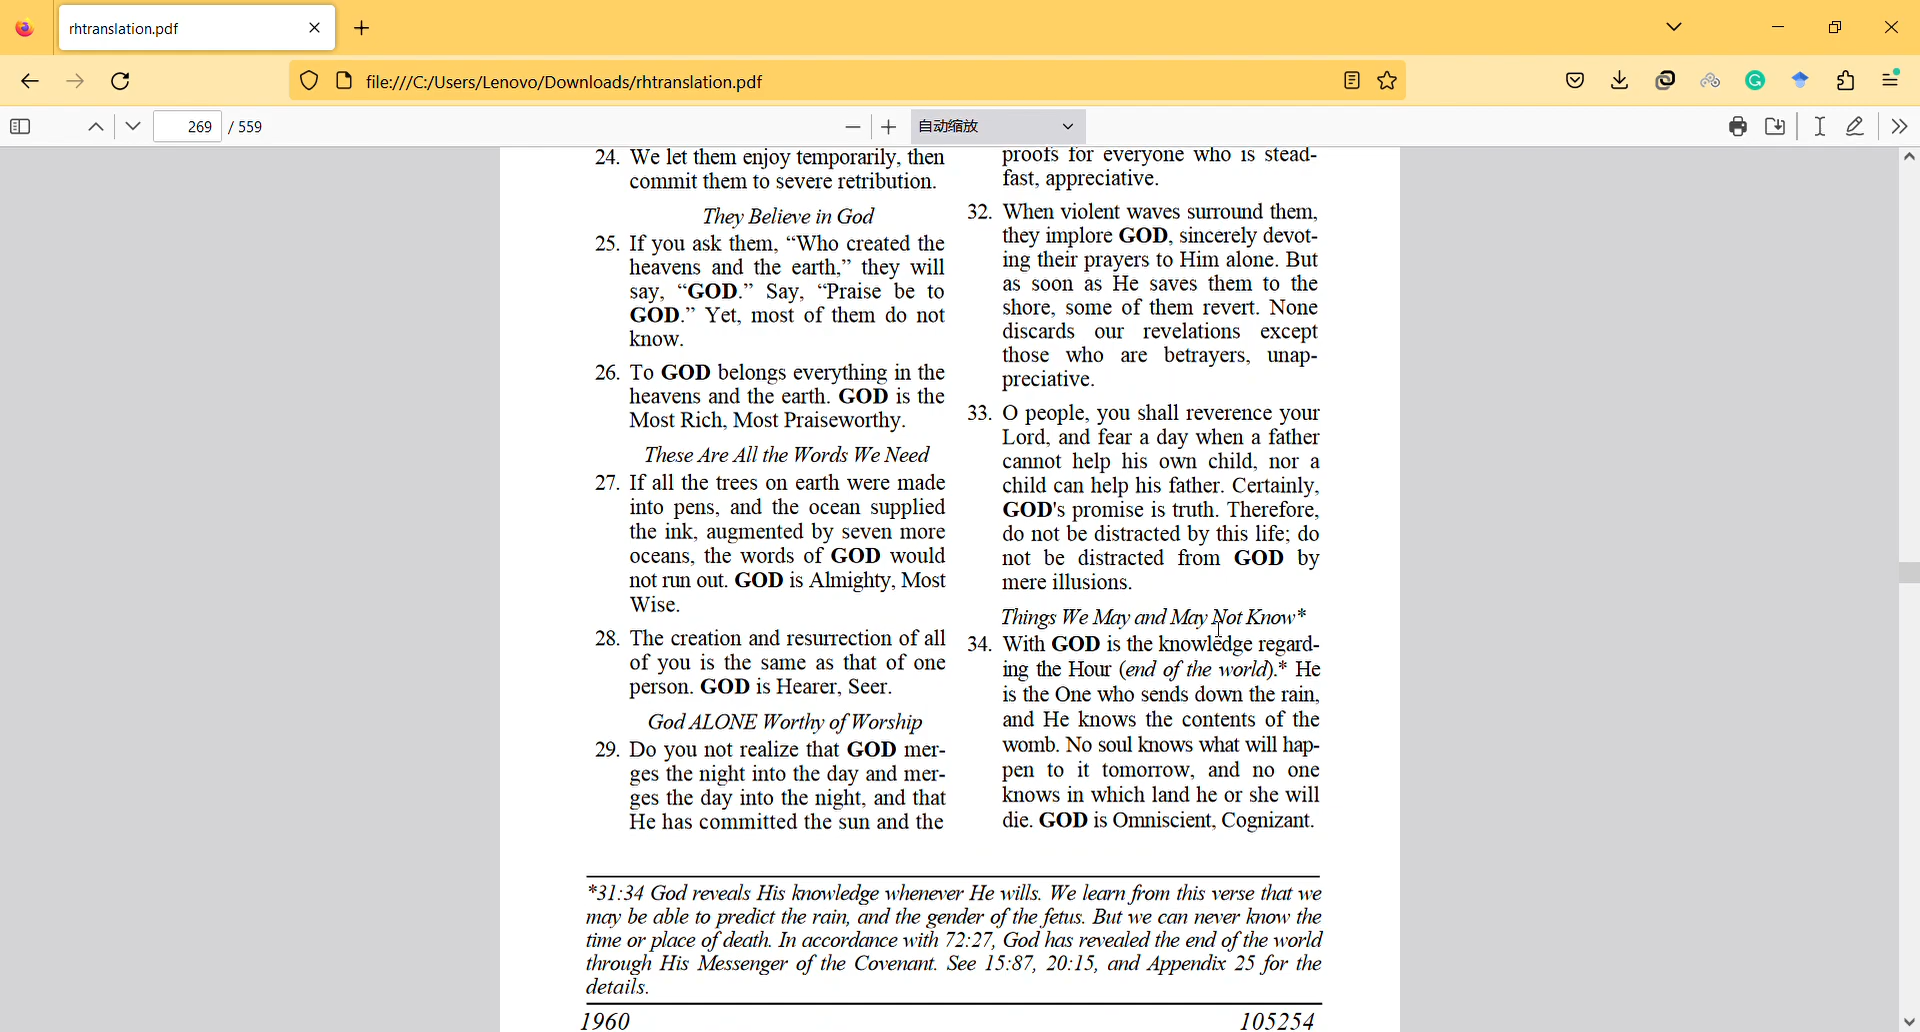 rhtranslation.pdf
file:///C:/Users/Lenovo/Downloads/rhtranslation.pdf
269 / 559
自动缩放
24. We let them enjoy temporarily, then
commit them to severe retribution.
They Believe in God
25. If you ask them, “Who created the
heavens and the earth,” they will
say, “GOD.” Say, “Praise be to
GOD.” Yet, most of them do not
know.
26. To GOD belongs everything in the
heavens and the earth. GOD is the
Most Rich, Most Praiseworthy.
These Are All the Words We Need
27. If all the trees on earth were made
into pens, and the ocean supplied
the ink, augmented by seven more
oceans, the words of GOD would
not run out. GOD is Almighty, Most
Wise.
28. The creation and resurrection of all
of you is the same as that of one
person. GOD is Hearer, Seer.
God ALONE Worthy of Worship
29. Do you not realize that GOD mer-
ges the night into the day and mer-
ges the day into the night, and that
He has committed the sun and the
proofs for everyone who is stead-
fast, appreciative.
32. When violent waves surround them,
they implore GOD, sincerely devot-
ing their prayers to Him alone. But
as soon as He saves them to the
shore, some of them revert. None
discards our revelations except
those who are betrayers, unap-
preciative.
33. O people, you shall reverence your
Lord, and fear a day when a father
cannot help his own child, nor a
child can help his father. Certainly,
GOD's promise is truth. Therefore,
do not be distracted by this life; do
not be distracted from GOD by
mere illusions.
Things We May and May Not Know*
34. With GOD is the knowledge regard-
ing the Hour (end of the world).* He
is the One who sends down the rain,
and He knows the contents of the
womb. No soul knows what will hap-
pen to it tomorrow, and no one
knows in which land he or she will
die. GOD is Omniscient, Cognizant.
*31:34 God reveals His knowledge whenever He wills. We learn from this verse that we
may be able to predict the rain, and the gender of the fetus. But we can never know the
time or place of death. In accordance with 72:27, God has revealed the end of the world
through His Messenger of the Covenant. See 15:87, 20:15, and Appendix 25 for the
details.
1960 105254